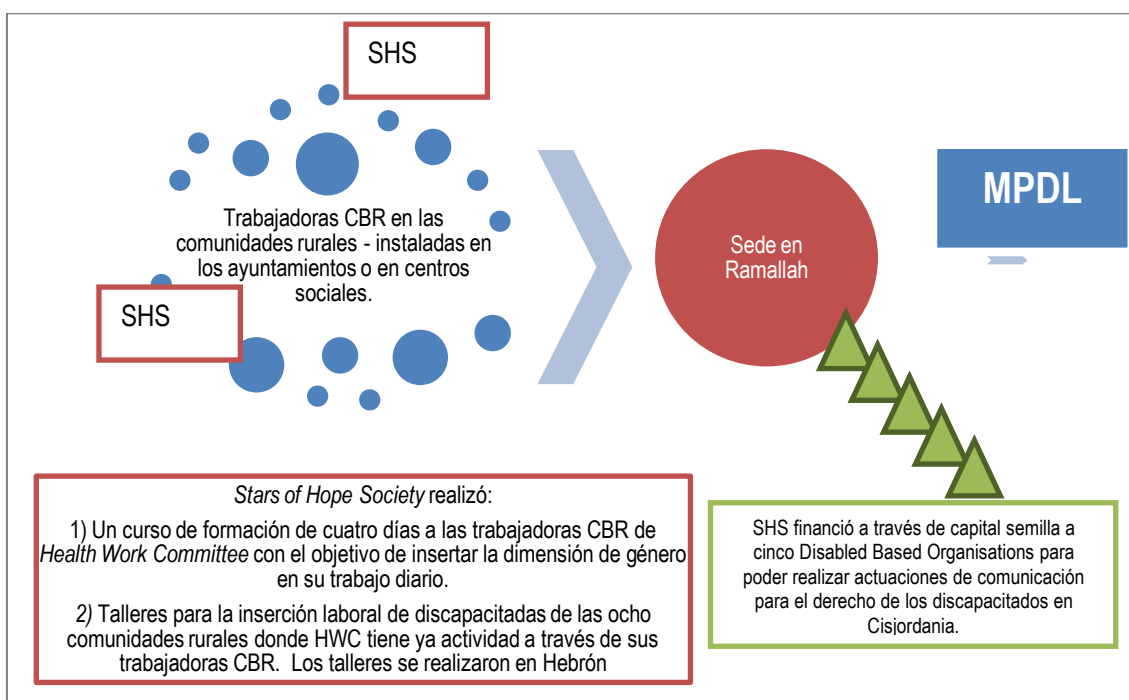 SHS
MPDL
Trabajadoras CBR en las
comunidades rurales - instaladas en
los ayuntamientos o en centros
sociales.
Sede en
Ramallah
SHS
Stars of Hope Society realizó:
1) Un curso de formación de cuatro días a las trabajadoras CBR de
Health Work Committee con el objetivo de insertar la dimensión de género
en su trabajo diario.
2) Talleres para la inserción laboral de discapacitadas de las ocho
comunidades rurales donde HWC tiene ya actividad a través de sus
trabajadoras CBR. Los talleres se realizaron en Hebrón
SHS financió a través de capital semilla a
cinco Disabled Based Organisations para
poder realizar actuaciones de comunicación
para el derecho de los discapacitados en
Cisjordania.